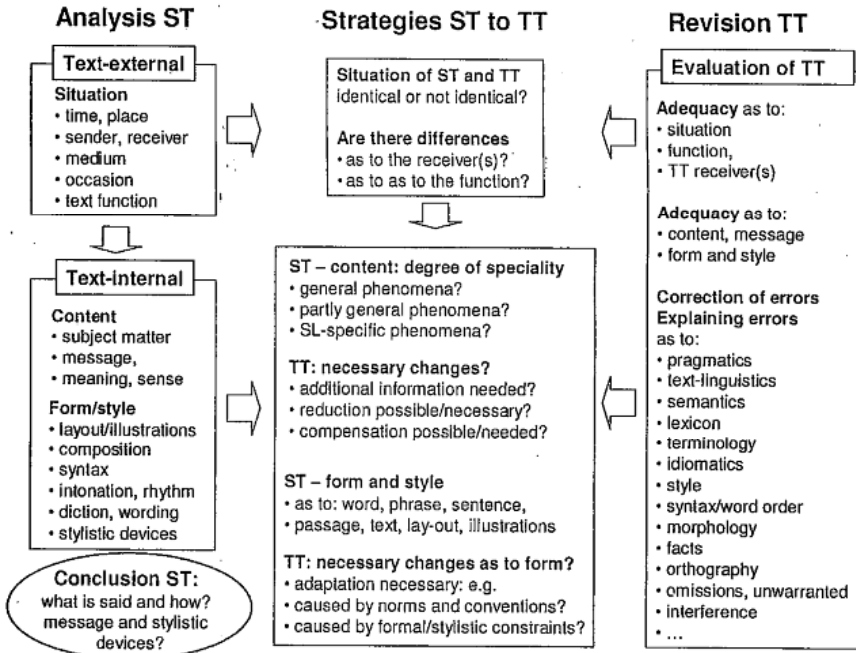 Analysis ST
Text-external
Situation
• time, place
• sender, receiver
• medium
• occasion
• text function
Text-internal
Content
• subject matter
• message,
• meaning, sense
Form/style
• layout/illustrations
• composition
• syntax
• intonation, rhythm
• diction, wording
• stylistic devices
Conclusion ST:
what is said and how?
message and stylistic
devices?
Strategies ST to TT
Situation of ST and TT
identical or not identical?
Are there differences
• as to the receiver(s)?
• as to as to the function?
ST – content: degree of speciality
• general phenomena?
• partly general phenomena?
• SL-specific phenomena?
TT: necessary changes?
• additional information needed?
• reduction possible/necessary?
• compensation possible/needed?
ST – form and style
• as to: word, phrase, sentence,
• passage, text, lay-out, illustrations
TT: necessary changes as to form?
• adaptation necessary: e.g.
• caused by norms and conventions?
• caused by formal/stylistic constraints?
Revision TT
Evaluation of TT
Adequacy as to:
• situation
• function,
• TT receiver(s)
Adequacy as to:
• content, message
• form and style
Correction of errors
Explaining errors
as to:
• pragmatics
• text-linguistics
• semantics
• lexicon
• terminology
• idiomatics
• style
• syntax/word order
• morphology
• facts
• orthography
• omissions, unwarranted
• interference
• ...